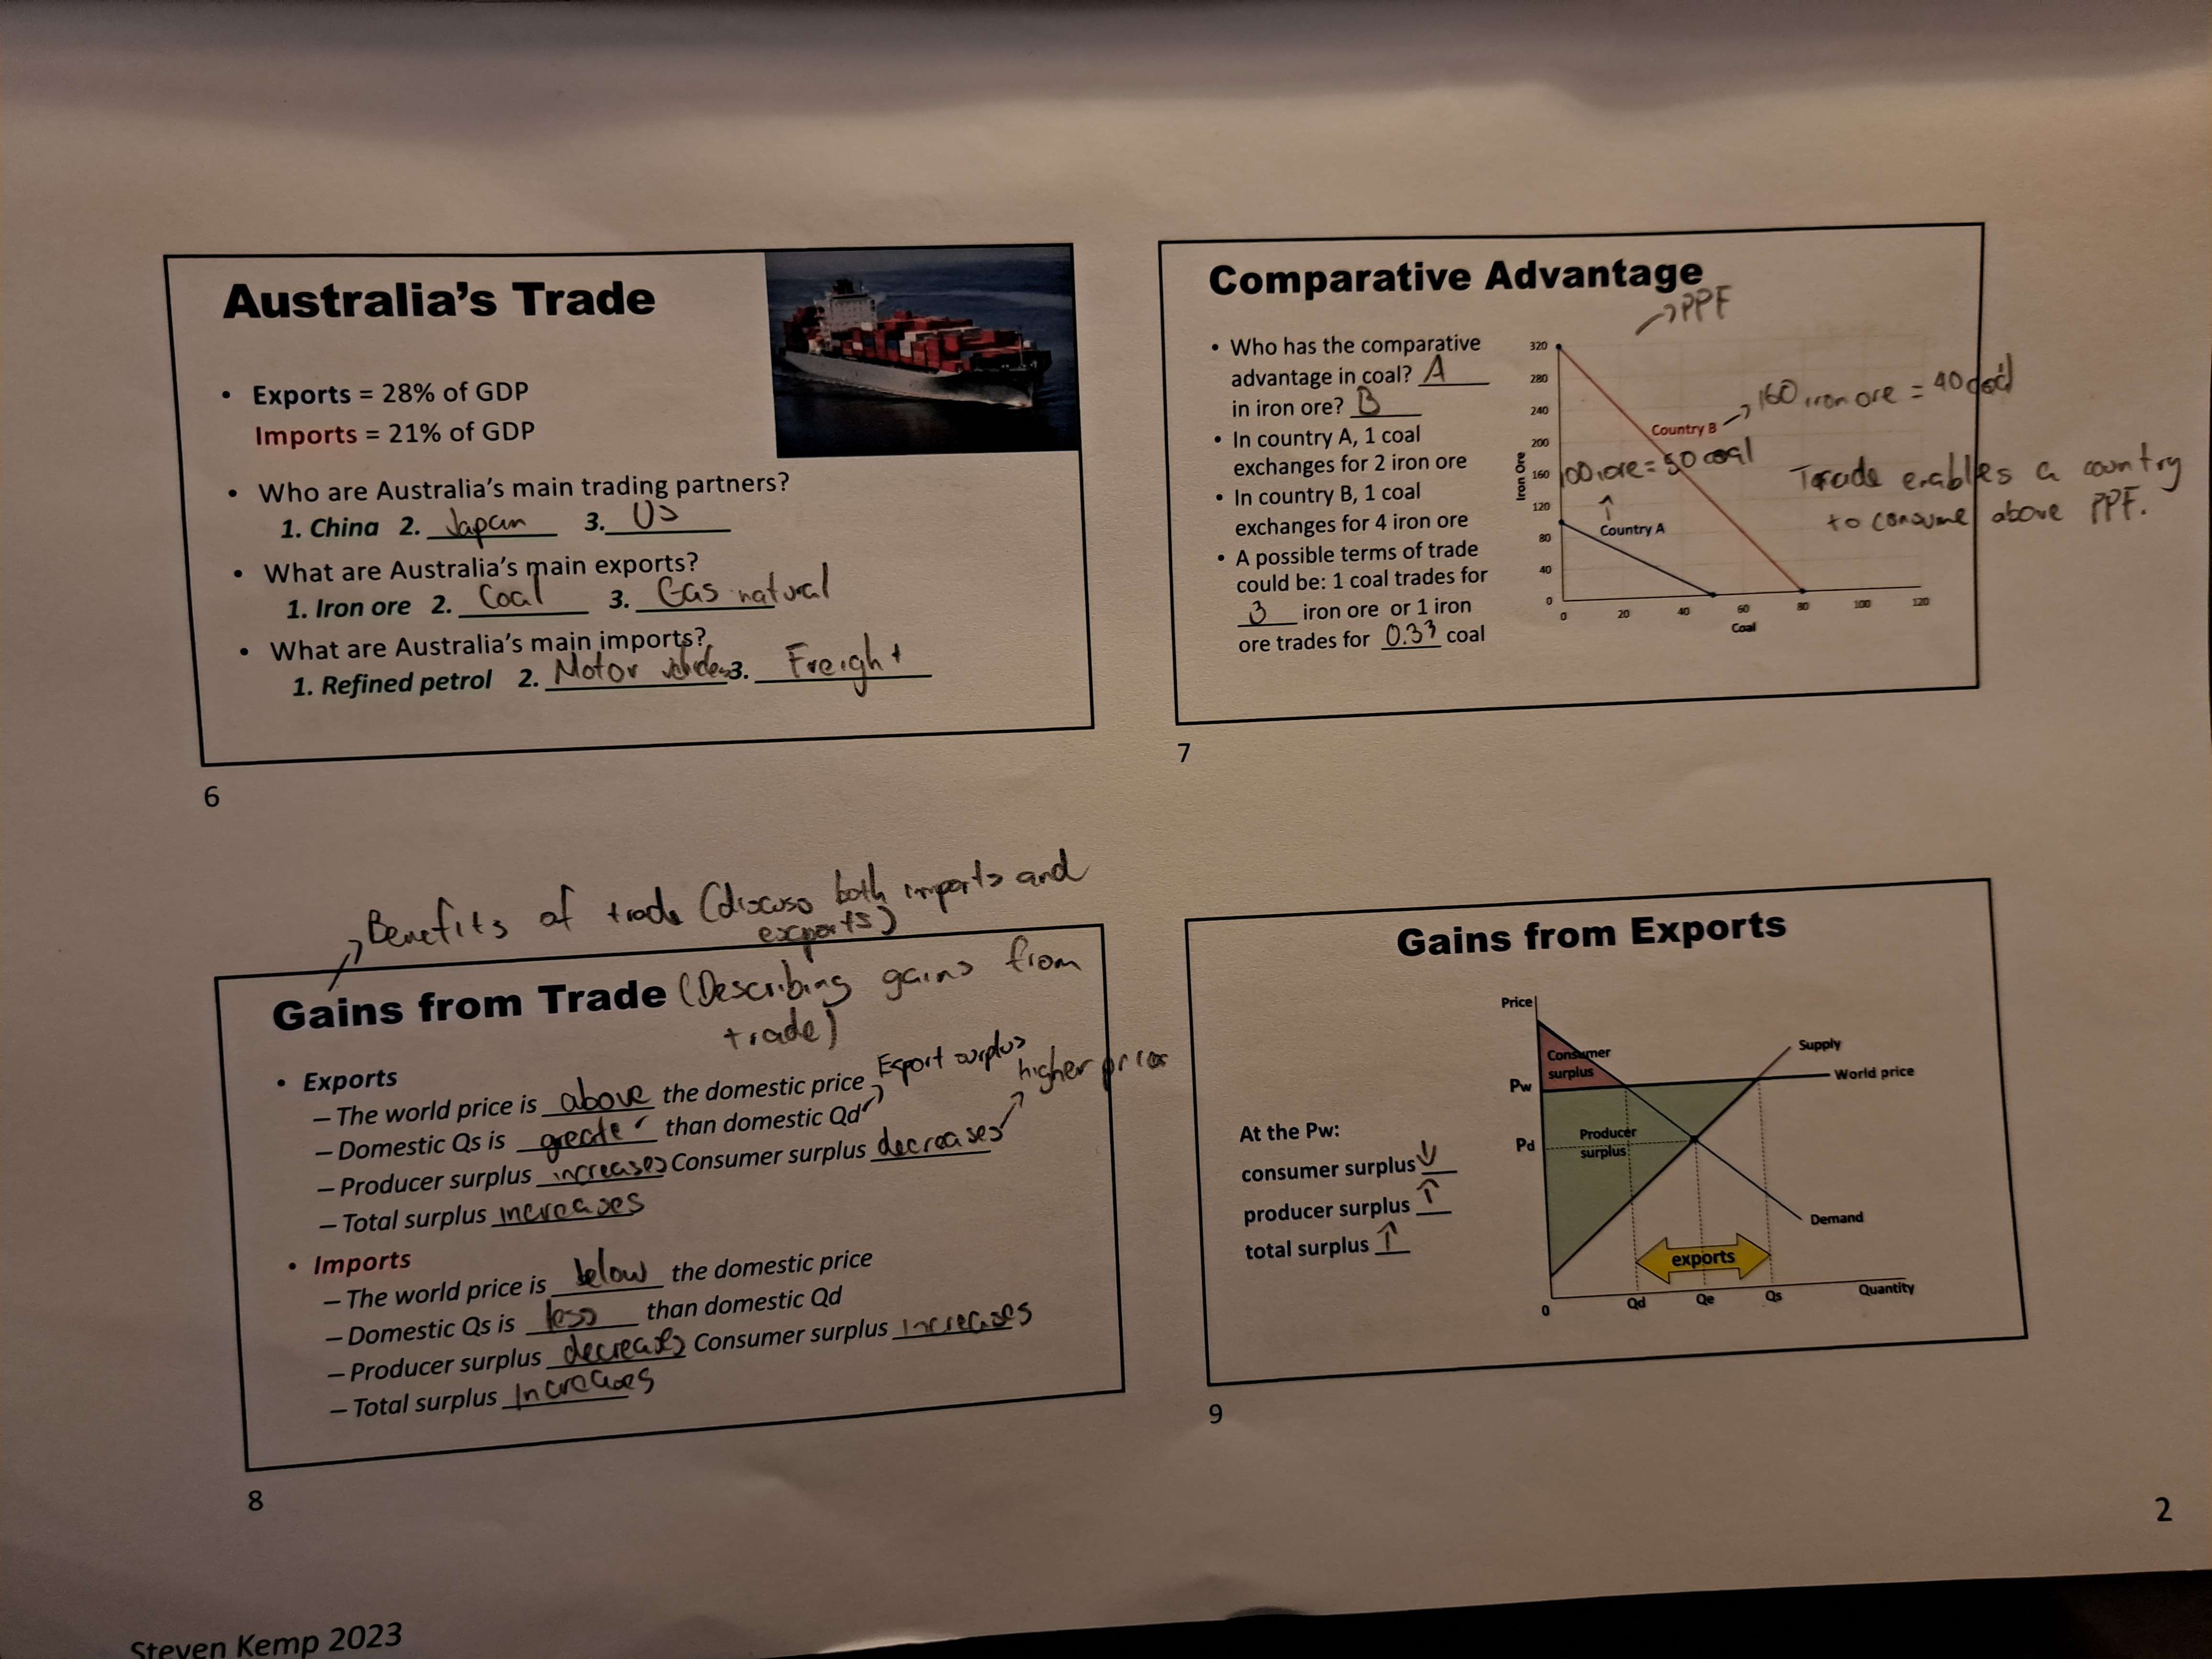 Australia's Trade
• Exports = 28% of GDP
Imports = 21% of GDP
• Who are Australia's main trading partners?
1. China 2. Japan 3. US
• What are Australia's main exports?
1. Iron ore 2. Coal 3. Gas natural
• What are Australia's main imports?
1. Refined petrol 2. Motor vehicles 3. Freight
6
Comparative Advantage
PPF
• Who has the comparative
advantage in coal? A
in iron ore? B
• In country A, 1 coal
exchanges for 2 iron ore
• In country B, 1 coal
exchanges for 4 iron ore
• A possible terms of trade
could be: 1 coal trades for
3 iron ore or 1 iron
ore trades for 0.33 coal
320
280
240
200
160
120
80
40
0
Iron Ore
0 20 40 60 80 100 120
Coal
Country B
160 iron ore = 40 coal
100 ore = 50 coal
Country A
Trade enables a country
to consume above PPF.
7
Benefits of trade (discuss both imports and
exports)
Gains from Trade (Describing gains from
trade)
• Exports
– The world price is above the domestic price
– Domestic Qs is greater than domestic Qd
Export surplus
– Producer surplus increases Consumer surplus decreases
higher prices
– Total surplus increases
• Imports
– The world price is below the domestic price
– Domestic Qs is less than domestic Qd
– Producer surplus decreases Consumer surplus increases
– Total surplus increases
8
Gains from Exports
At the Pw:
consumer surplus ↓
producer surplus ↑
total surplus ↑
Price
Consumer
surplus
Supply
Pw
World price
Pd
Producer
surplus
Demand
exports
0 Qd Qe Qs Quantity
9
2
Steven Kemp 2023